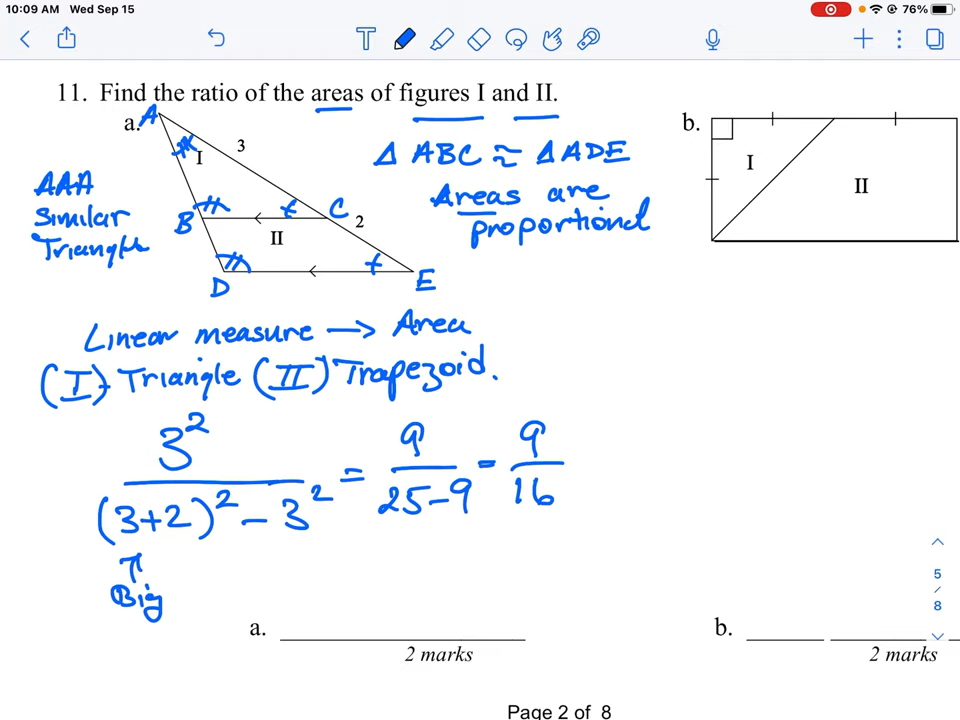 10:09 AM Wed Sep 15
76%
11. Find the ratio of the areas of figures I and II.
a.
A
I
3
B
C
2
II
D
E
AAA
Similar
Triangle
Δ ABC ≈ Δ ADE
Areas are
proportional
b.
I
II
Linear measure → Area
(I) - Triangle (II) Trapezoid.
3² / ((3+2)² - 3²) = 9 / (25-9) = 9/16
↑
Big
5
/
8
a. ____________
2 marks
b. ______ ______
2 marks
Page 2 of 8